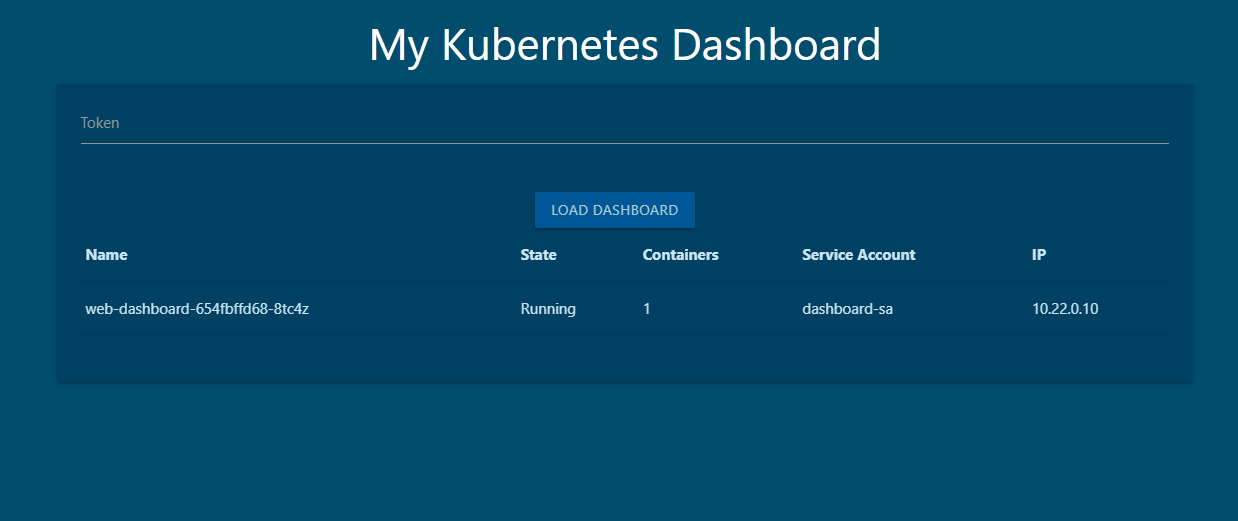 My Kubernetes Dashboard
Token
LOAD DASHBOARD
Name State Containers Service Account IP
web-dashboard-654fbffd68-8tc4z Running 1 dashboard-sa 10.22.0.10